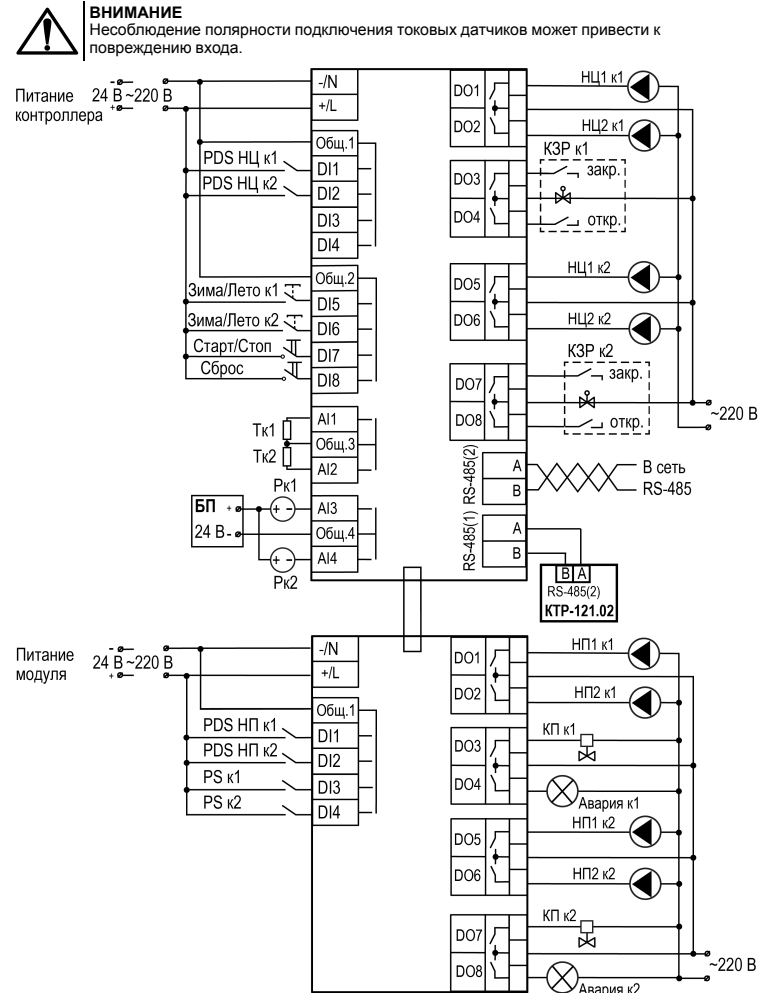 ВНИМАНИЕ
Несоблюдение полярности подключения токовых датчиков может привести к
повреждению входа.
Питание
контроллера
- 
24 В ~220 В
+
-/N
+/L
Общ.1
PDS НЦ к1
DI1
PDS НЦ к2
DI2
DI3
DI4
Общ.2
Зима/Лето к1
DI5
Зима/Лето к2
DI6
Старт/Стоп
DI7
Сброс
DI8
Тк1
AI1
Общ.3
Тк2
AI2
Рк1
БП +
24 В -
+ -
AI3
Общ.4
+ -
AI4
Рк2
DO1
НЦ1 к1
DO2
НЦ2 к1
КЗР к1
DO3
закр.
DO4
откр.
DO5
НЦ1 к2
DO6
НЦ2 к2
КЗР к2
DO7
закр.
DO8
откр.
~220 В
RS-485(2)
A
B
В сеть
RS-485
RS-485(1)
A
B
B A
RS-485(2)
КТР-121.02
Питание
модуля
-
24 В ~220 В
+
-/N
+/L
Общ.1
PDS НП к1
DI1
PDS НП к2
DI2
PS к1
DI3
PS к2
DI4
DO1
НП1 к1
DO2
НП2 к1
DO3
КП к1
DO4
Авария к1
DO5
НП1 к2
DO6
НП2 к2
DO7
КП к2
DO8
~220 В
Авария к2